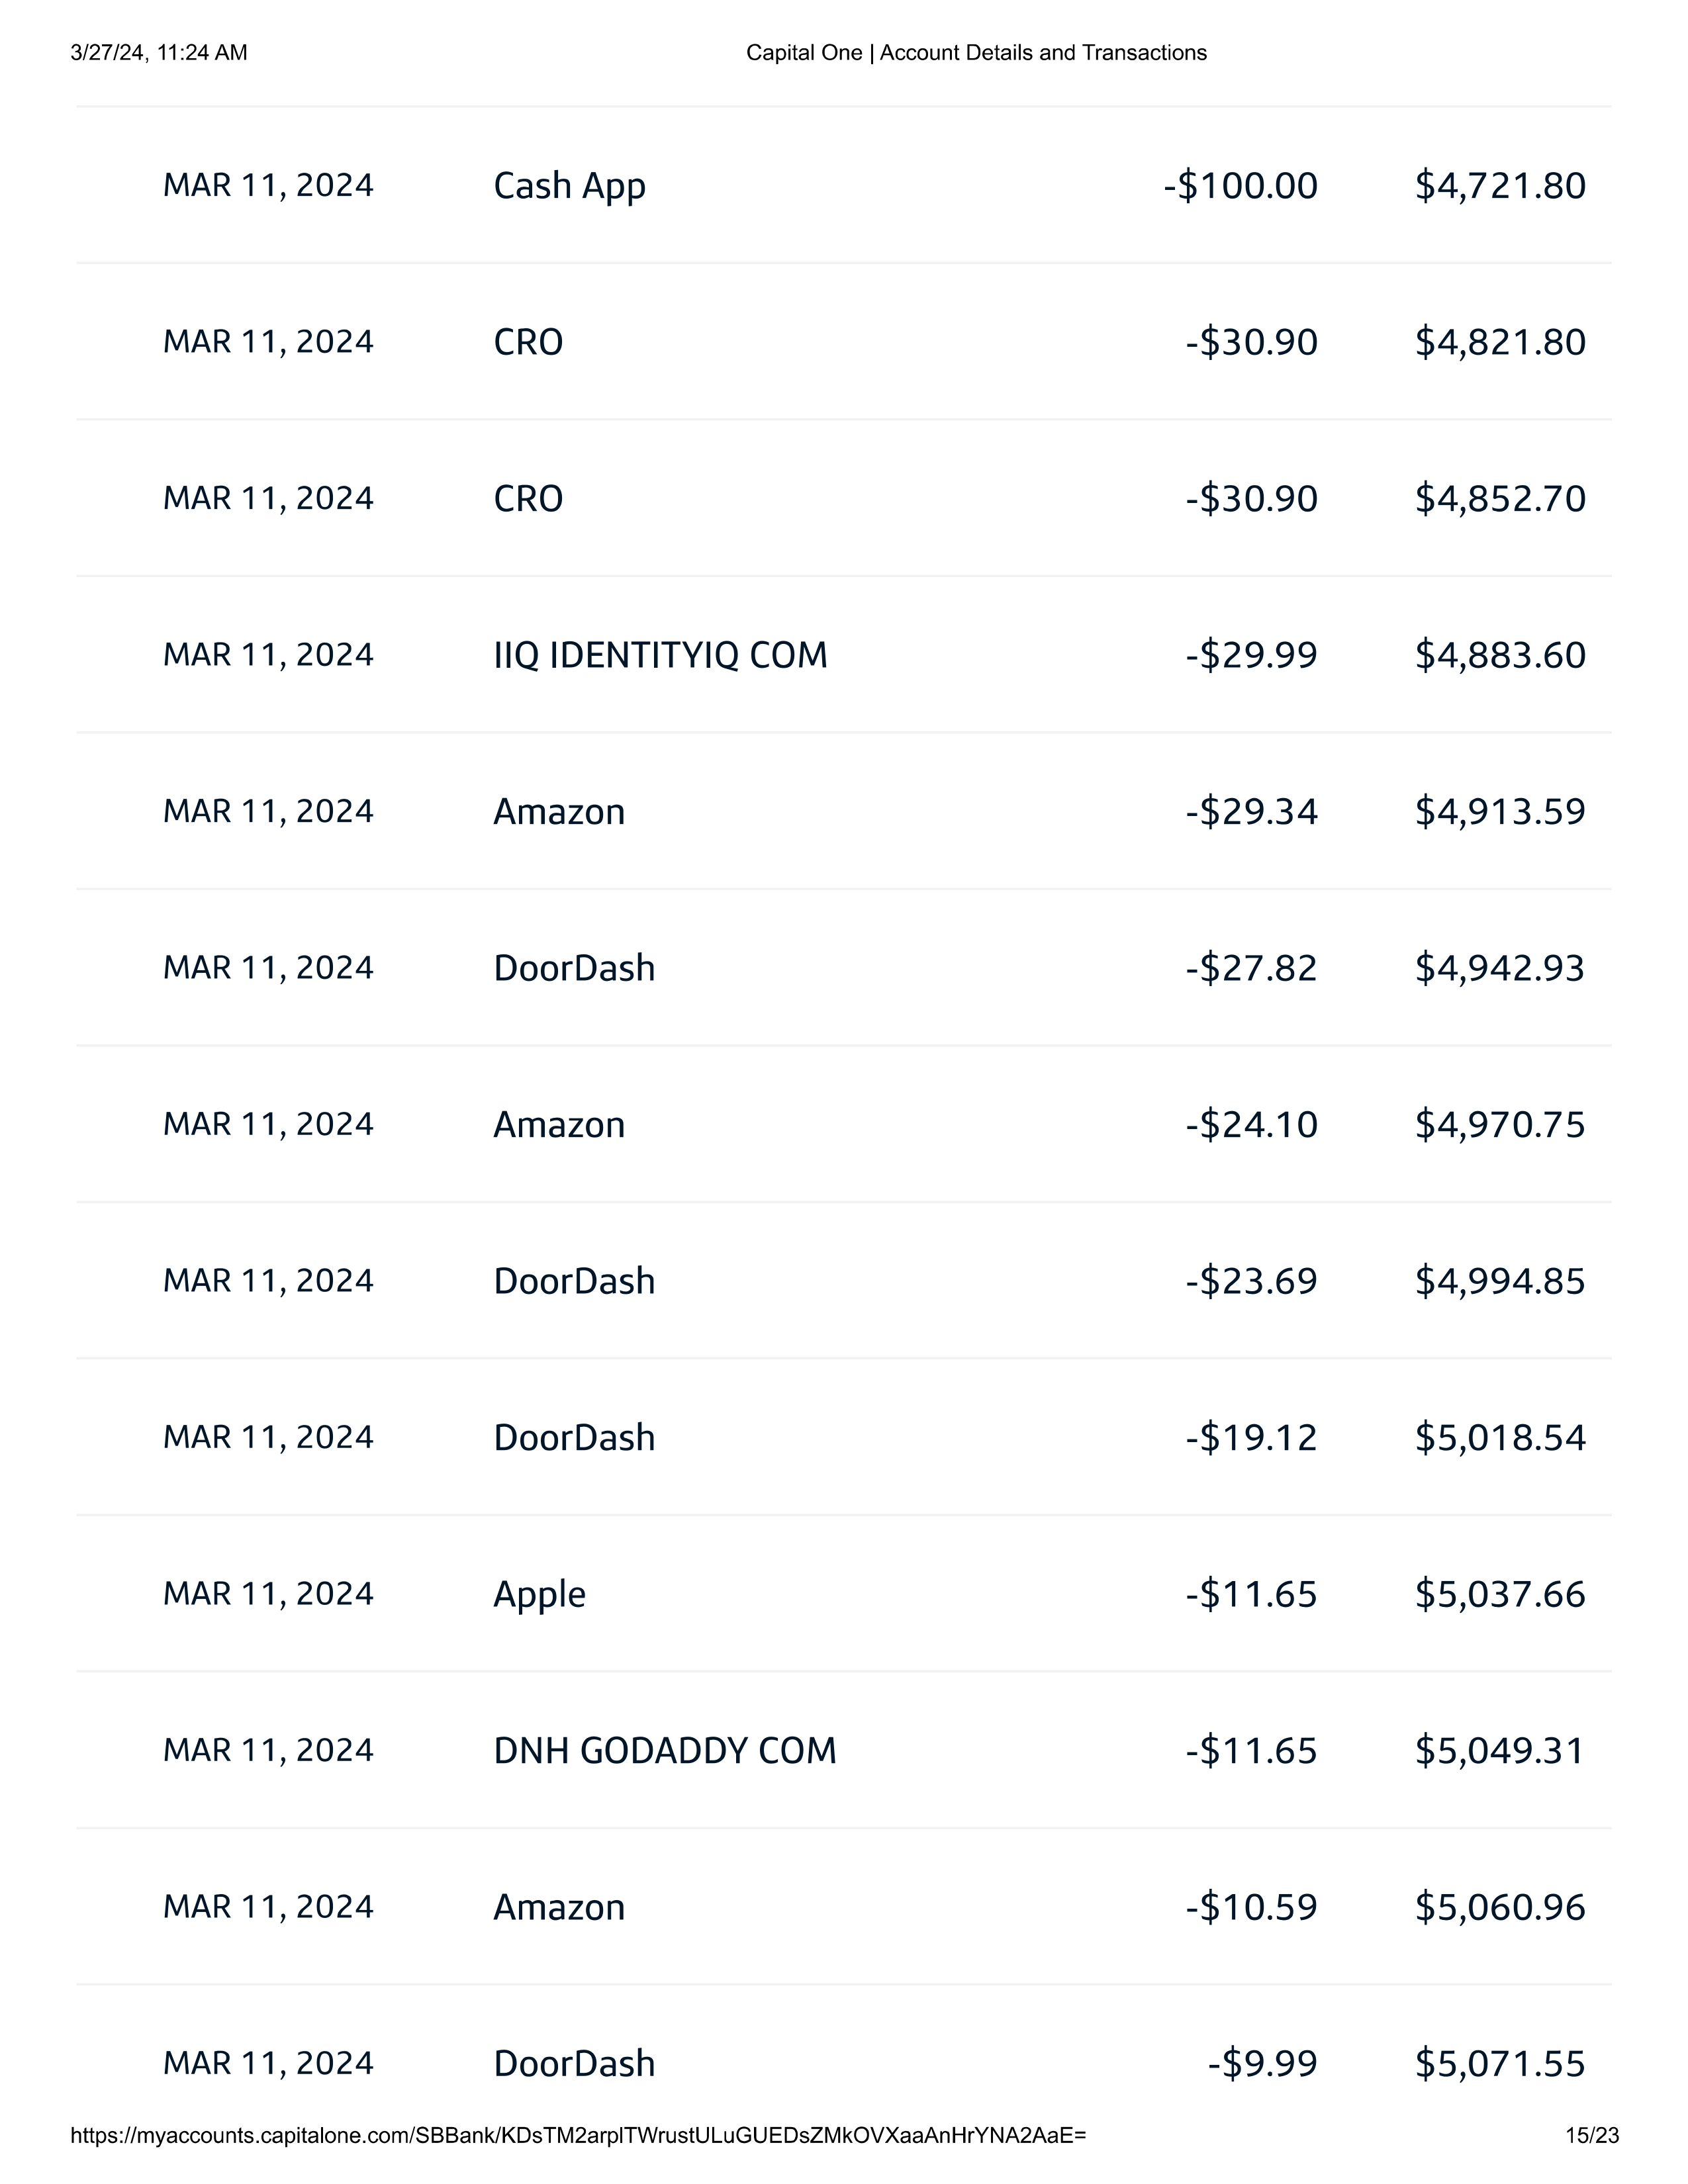 3/27/24, 11:24 AM Capital One | Account Details and Transactions
MAR 11, 2024 Cash App -$100.00 $4,721.80
MAR 11, 2024 CRO -$30.90 $4,821.80
MAR 11, 2024 CRO -$30.90 $4,852.70
MAR 11, 2024 IIQ IDENTITYIQ COM -$29.99 $4,883.60
MAR 11, 2024 Amazon -$29.34 $4,913.59
MAR 11, 2024 DoorDash -$27.82 $4,942.93
MAR 11, 2024 Amazon -$24.10 $4,970.75
MAR 11, 2024 DoorDash -$23.69 $4,994.85
MAR 11, 2024 DoorDash -$19.12 $5,018.54
MAR 11, 2024 Apple -$11.65 $5,037.66
MAR 11, 2024 DNH GODADDY COM -$11.65 $5,049.31
MAR 11, 2024 Amazon -$10.59 $5,060.96
MAR 11, 2024 DoorDash -$9.99 $5,071.55
https://myaccounts.capitalone.com/SBBank/KDsTM2arplTWrustULuGUEDsZMkOVXaaAnHrYNA2AaE= 15/23